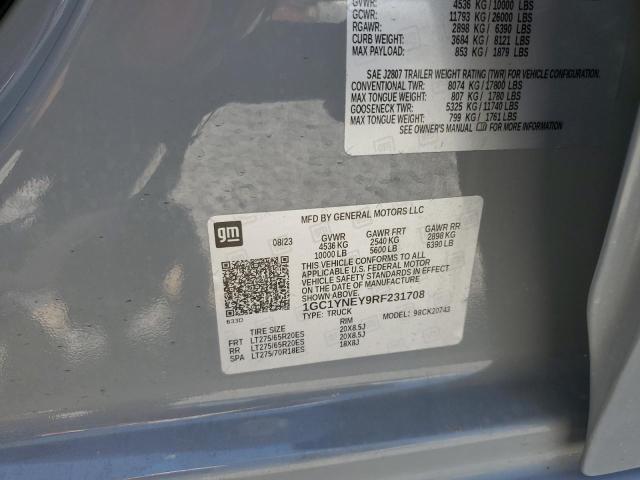 GVWR: 4536 KG / 10000 LBS
GCWR: 11793 KG / 26000 LBS
RGAWR: 2898 KG / 6390 LBS
CURB WEIGHT: 3684 KG / 8121 LBS
MAX PAYLOAD: 853 KG / 1879 LBS
SAE J2807 TRAILER WEIGHT RATING (TWR) FOR VEHICLE CONFIGURATION.
CONVENTIONAL TWR: 8074 KG / 17800 LBS
MAX TONGUE WEIGHT: 807 KG / 1780 LBS
GOOSENECK TWR: 5325 KG / 11740 LBS
MAX TONGUE WEIGHT: 799 KG / 1761 LBS
SEE OWNER'S MANUAL FOR MORE INFORMATION
gm
MFD BY GENERAL MOTORS LLC
08/23 GVWR GAWR FRT GAWR RR
4536 KG 2540 KG 2898 KG
10000 LB 5600 LB 6390 LB
THIS VEHICLE CONFORMS TO ALL
APPLICABLE U.S. FEDERAL MOTOR
VEHICLE SAFETY STANDARDS IN EFFECT
ON THE DATE OF MANUFACTURE SHOWN ABOVE.
1GC1YNEY9RF231708
TYPE: TRUCK MODEL: 98CK20743
633D
TIRE SIZE RIM
FRT LT275/65R20ES 20X8.5J
RR LT275/65R20ES 20X8.5J
SPA LT275/70R18ES 18X8J